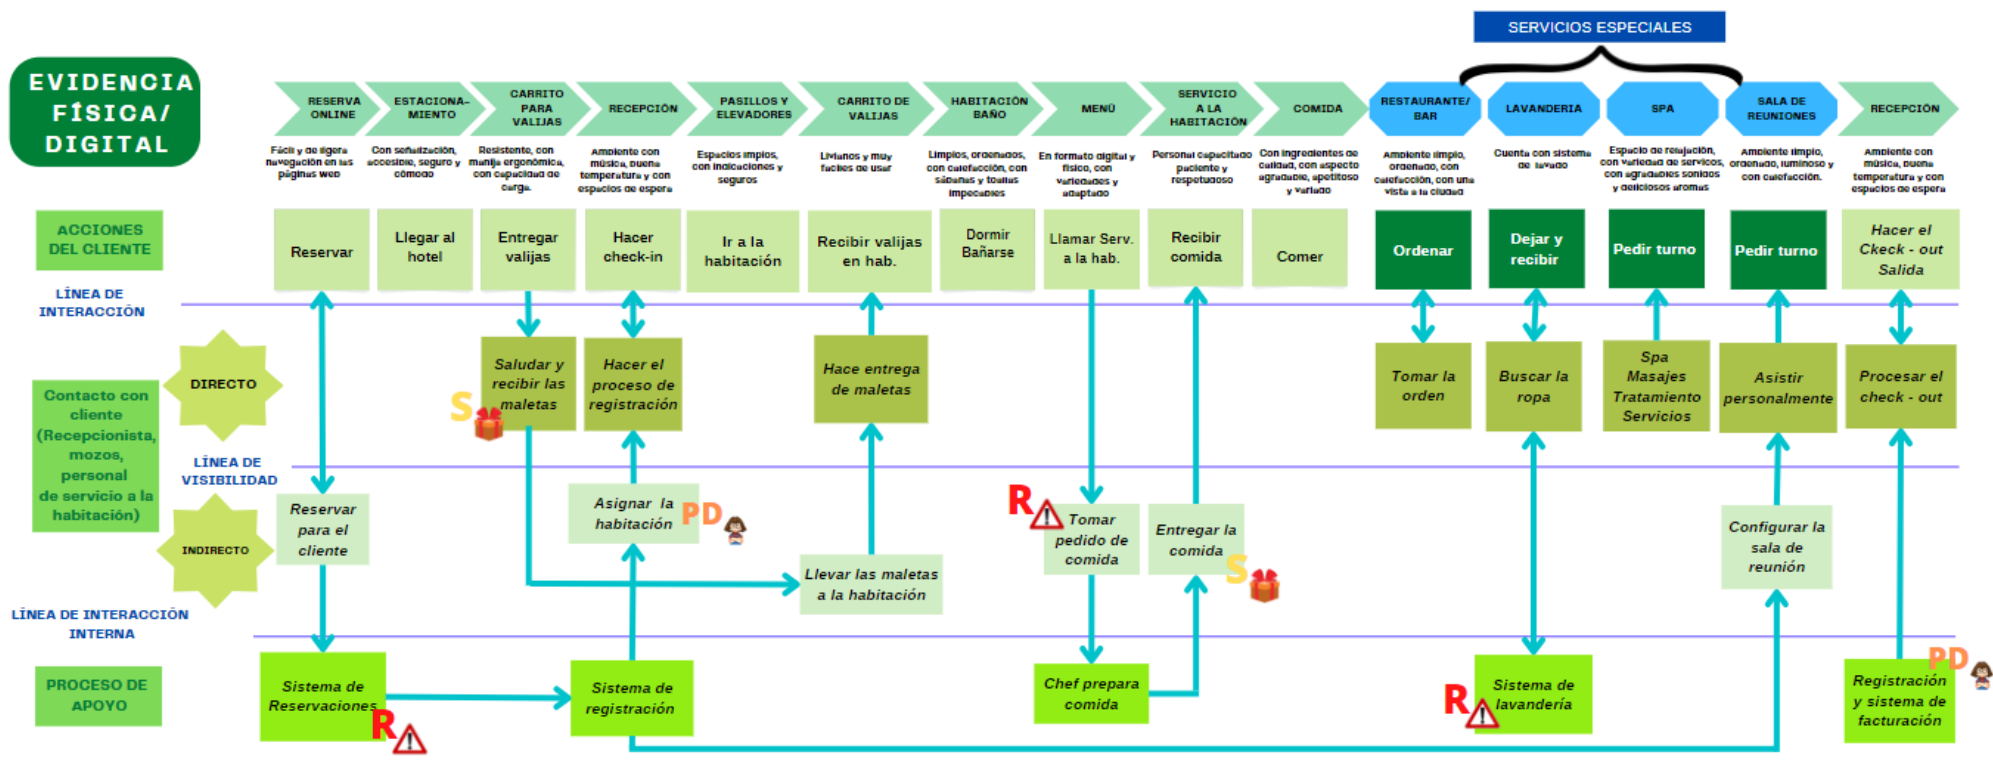 SERVICIOS ESPECIALES
EVIDENCIA
FÍSICA/
DIGITAL
RESERVA
ONLINE
ESTACIONA-
MIENTO
CARRITO
PARA
VALIJAS
RECEPCIÓN
PASILLOS Y
ELEVADORES
CARRITO DE
VALIJAS
HABITACIÓN
BAÑO
MENÚ
SERVICIO
A LA
HABITACIÓN
COMIDA
RESTAURANTE/
BAR
LAVANDERIA
SPA
SALA DE
REUNIONES
RECEPCIÓN
Fácil y de ligera
navegación en las
páginas web
Con señalización,
accesible, seguro y
cómodo
Resistente, con
manija ergonómica,
con capacidad de
carga.
Ambiente con
música, buena
temperatura y con
espacios de espera
Espacios limpios,
con indicaciones y
seguros
Livianos y muy
faciles de usar
Limpios, ordenados,
con calefacción, con
sábanas y toallas
impecables
En formato digital y
físico, con
variedades y
adaptado
Personal capacitado
paciente y
respetuoso
Con ingredientes de
calidad, con aspecto
agradable, apetitoso
y variado
Ambiente limpio,
ordenado, con
calefacción, con una
vista a la ciudad
Cuenta con sistema
de lavado
Espacio de relajación,
con variedad de servicos,
con agradables sonidos
y deliciosos aromas
Ambiente limpio,
ordenado, luminoso y
con calefacción.
Ambiente con
música, buena
temperatura y con
espacios de espera
ACCIONES
DEL CLIENTE
Reservar
Llegar al
hotel
Entregar
valijas
Hacer
check-in
Ir a la
habitación
Recibir valijas
en hab.
Dormir
Bañarse
Llamar Serv.
a la hab.
Recibir
comida
Comer
Ordenar
Dejar y
recibir
Pedir turno
Pedir turno
Hacer el
Ckeck - out
Salida
LÍNEA DE
INTERACCIÓN
DIRECTO
Saludar y
recibir las
maletas
S
Hacer el
proceso de
registración
Hace entrega
de maletas
Tomar la
orden
Buscar la
ropa
Spa
Masajes
Tratamiento
Servicios
Asistir
personalmente
Procesar el
check - out
Contacto con
cliente
(Recepcionista,
mozos,
personal
de servicio a la
habitación)
LÍNEA DE
VISIBILIDAD
INDIRECTO
Reservar
para el
cliente
Asignar la
habitación
PD
Llevar las maletas
a la habitación
R
Tomar
pedido de
comida
Entregar la
comida
S
Configurar la
sala de
reunión
LÍNEA DE INTERACCIÓN
INTERNA
PROCESO DE
APOYO
Sistema de
Reservaciones
R
Sistema de
registración
Chef prepara
comida
R
Sistema de
lavandería
PD
Registración
y sistema de
facturación